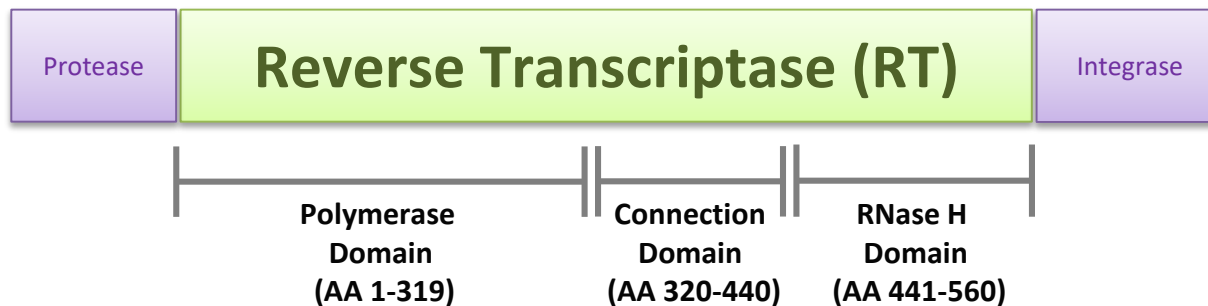 Protease
Reverse Transcriptase (RT)
Integrase
Polymerase
Domain
(AA 1-319)
Connection
Domain
(AA 320-440)
RNase H
Domain
(AA 441-560)